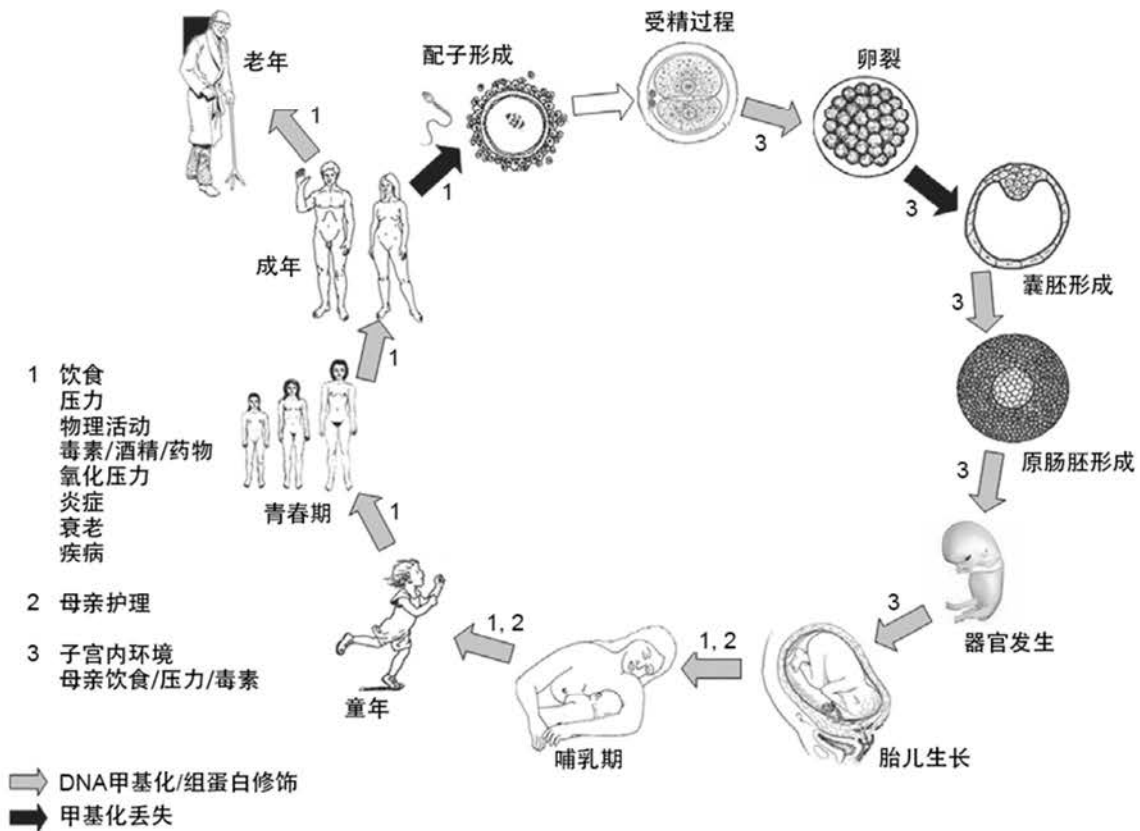 老年
1
配子形成
受精过程
卵裂
3
1
3
成年
囊胚形成
3
1
1 饮食
压力
物理活动
毒素/酒精/药物
氧化压力
炎症
衰老
疾病
原肠胚形成
3
青春期
1
2 母亲护理
3 子宫内环境
母亲饮食/压力/毒素
1, 2
1, 2
3
器官发生
童年
哺乳期
胎儿生长
DNA甲基化/组蛋白修饰
甲基化丢失